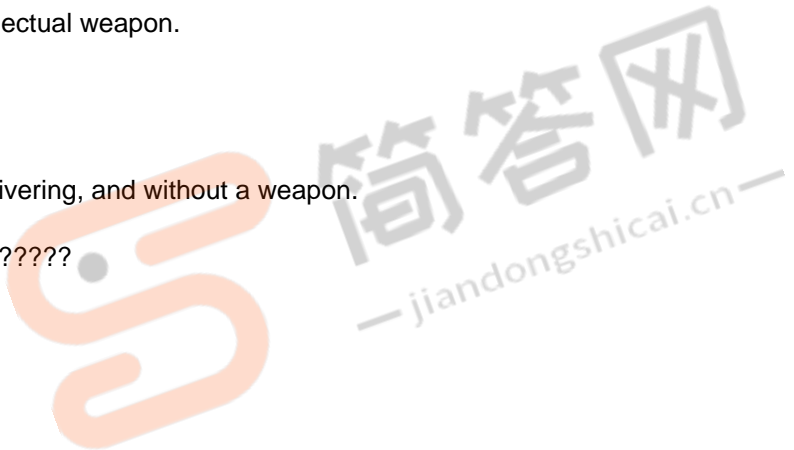 ectual weapon.
ivering, and without a weapon.
?????
简答网
jiandongshicai.cn